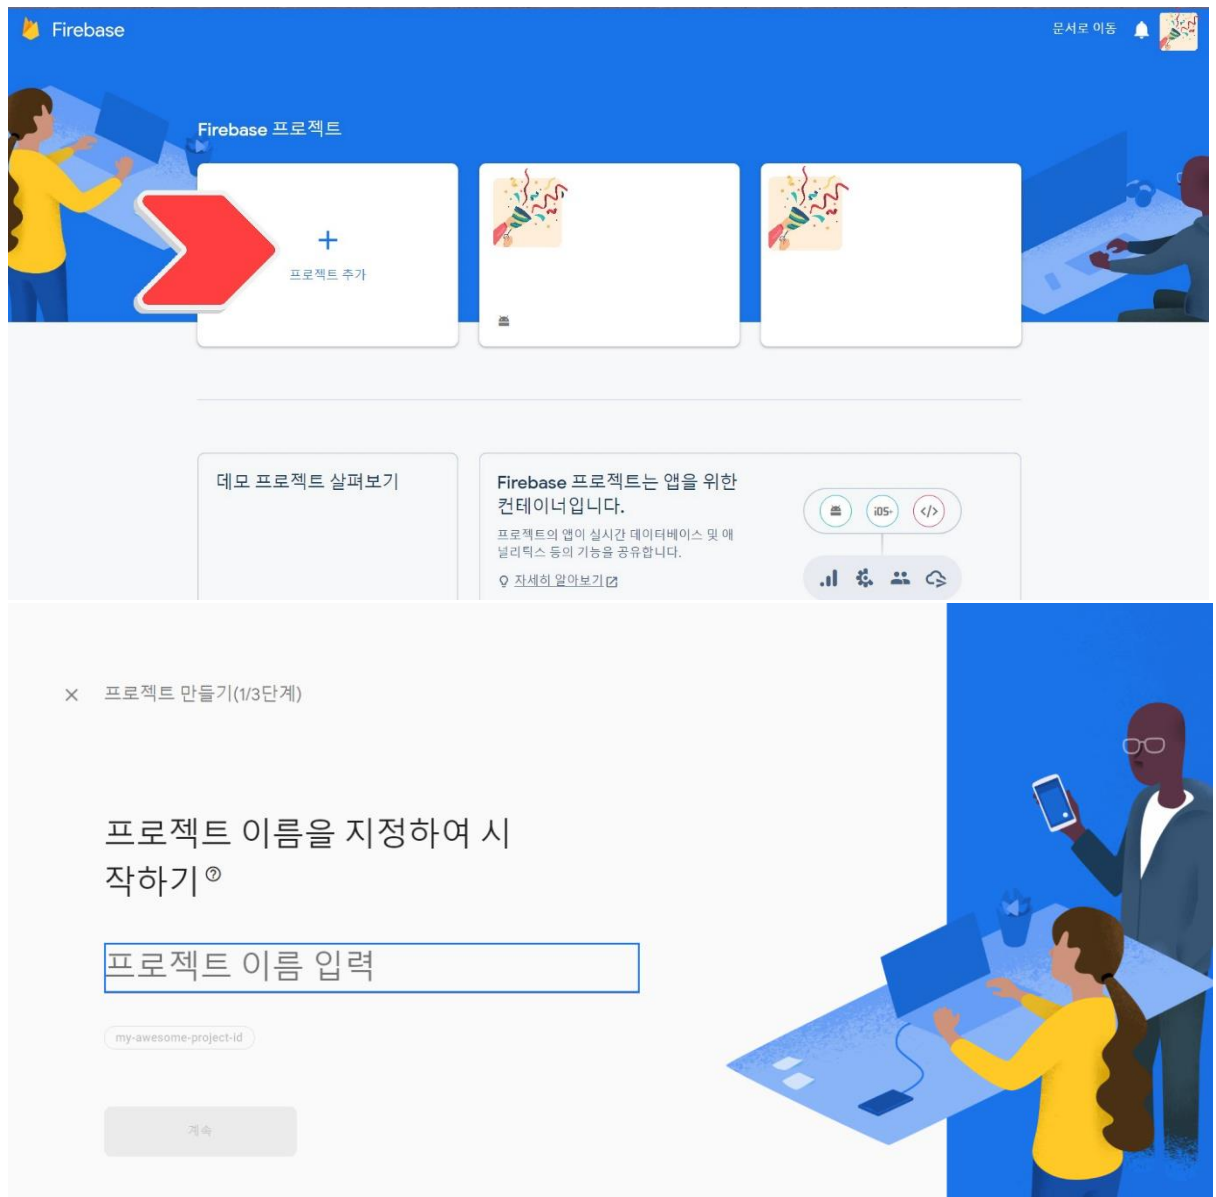 Firebase
문서로 이동
Firebase 프로젝트
프로젝트 추가
데모 프로젝트 살펴보기
Firebase 프로젝트는 앱을 위한
컨테이너입니다.
프로젝트의 앱이 실시간 데이터베이스 및 애
널리틱스 등의 기능을 공유합니다.
자세히 알아보기
iOS+
</>
프로젝트 만들기(1/3단계)
프로젝트 이름을 지정하여 시
작하기
프로젝트 이름 입력
my-awesome-project-id
계속